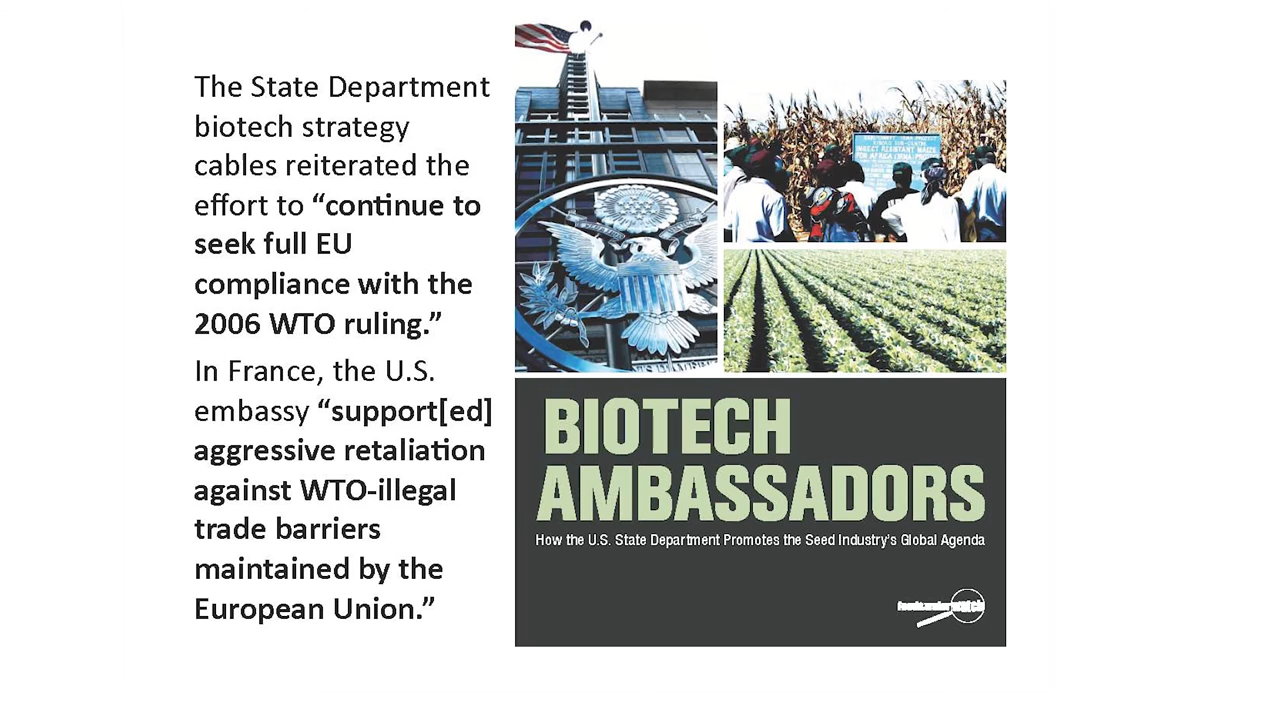 The State Department
biotech strategy
cables reiterated the
effort to “continue to
seek full EU
compliance with the
2006 WTO ruling.”
In France, the U.S.
embassy “support[ed]
aggressive retaliation
against WTO-illegal
trade barriers
maintained by the
European Union.”
INSECT RESISTANT MAIZE
FOR AFRICA
BIOTECH
AMBASSADORS
How the U.S. State Department Promotes the Seed Industry’s Global Agenda